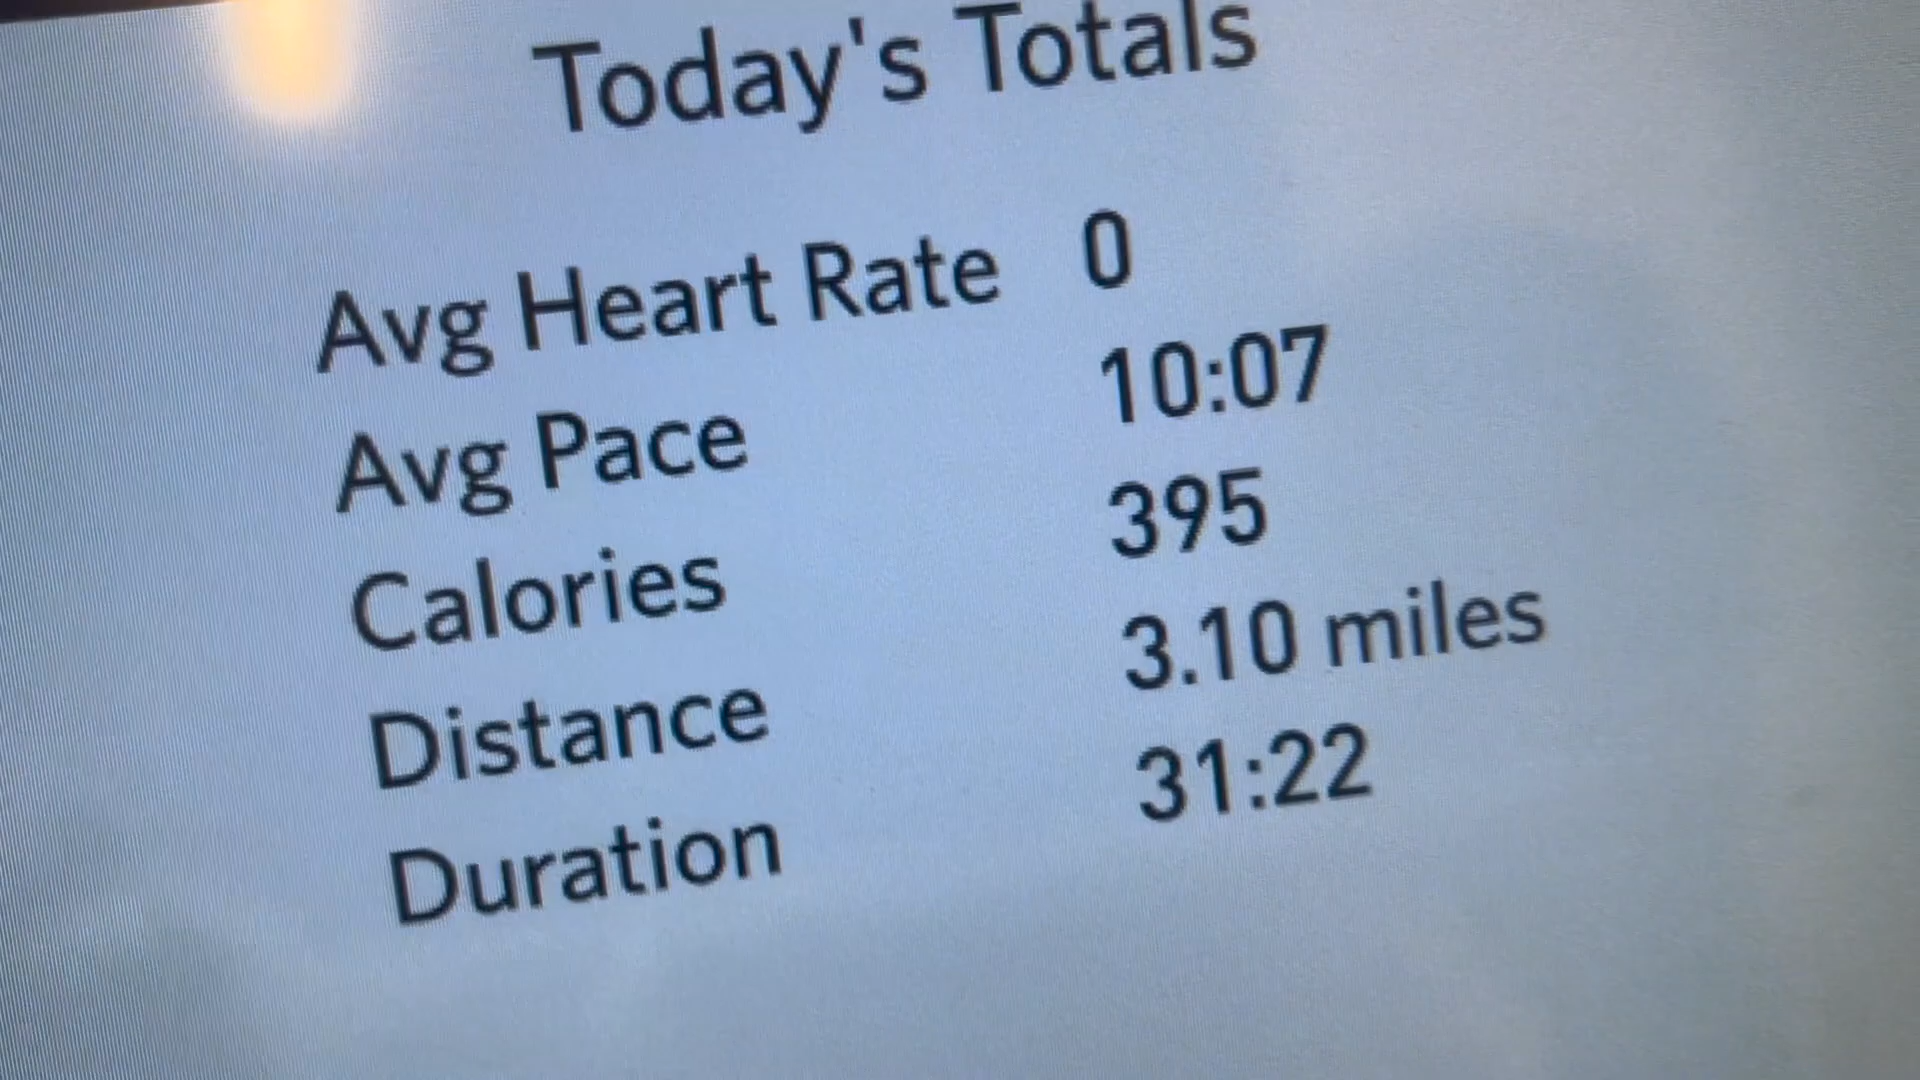 Today's Totals
Avg Heart Rate 0
Avg Pace 10:07
Calories 395
Distance 3.10 miles
Duration 31:22